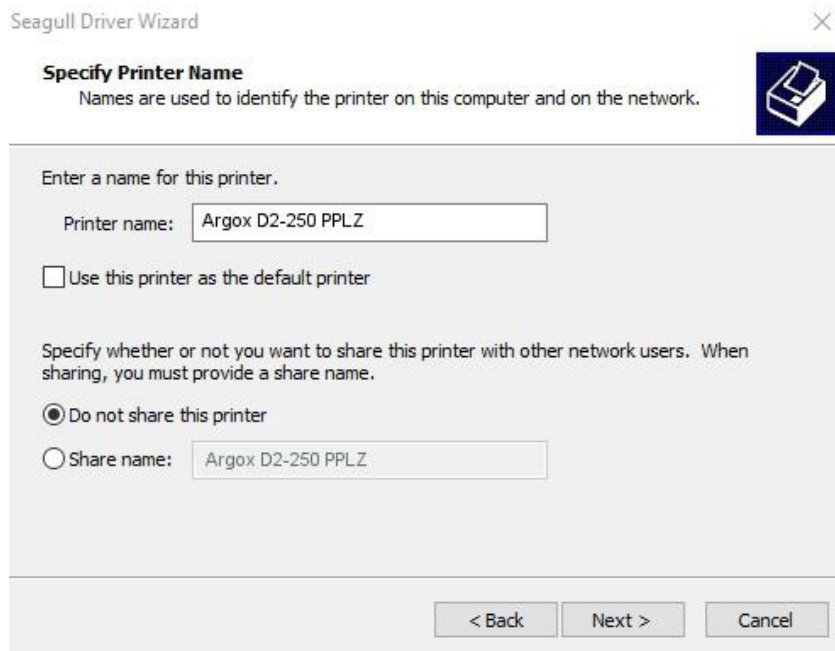 Seagull Driver Wizard
Specify Printer Name
Names are used to identify the printer on this computer and on the network.
Enter a name for this printer.
Printer name: Argox D2-250 PPLZ
Use this printer as the default printer
Specify whether or not you want to share this printer with other network users. When
sharing, you must provide a share name.
Do not share this printer
Share name: Argox D2-250 PPLZ
< Back Next > Cancel